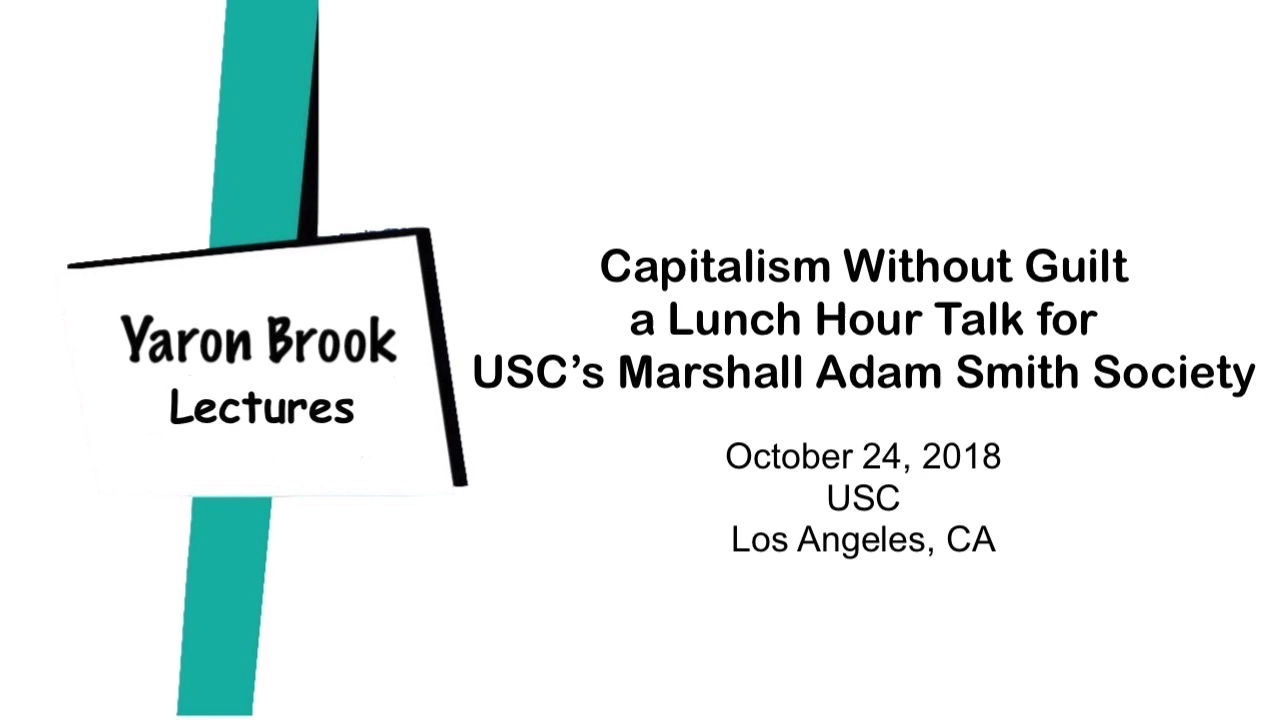 Yaron Brook
Lectures
Capitalism Without Guilt
a Lunch Hour Talk for
USC’s Marshall Adam Smith Society
October 24, 2018
USC
Los Angeles, CA